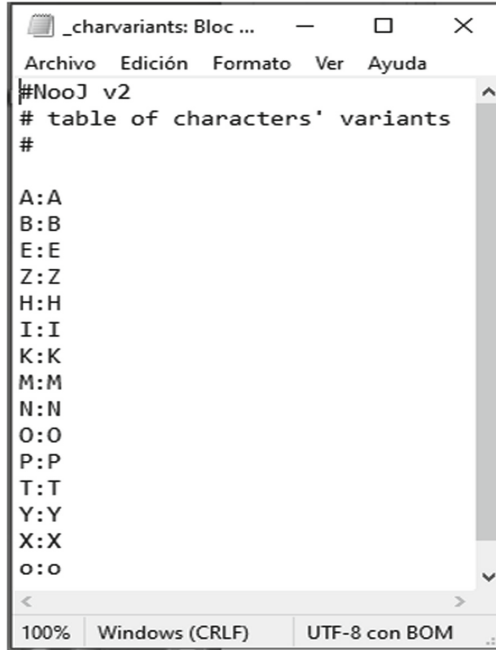 _charvariants: Bloc ...
Archivo Edición Formato Ver Ayuda
#NooJ v2
# table of characters' variants
#
A:A
B:B
E:E
Z:Z
H:H
I:I
K:K
M:M
N:N
O:O
P:P
T:T
Y:Y
X:X
o:o
100% Windows (CRLF) UTF-8 con BOM